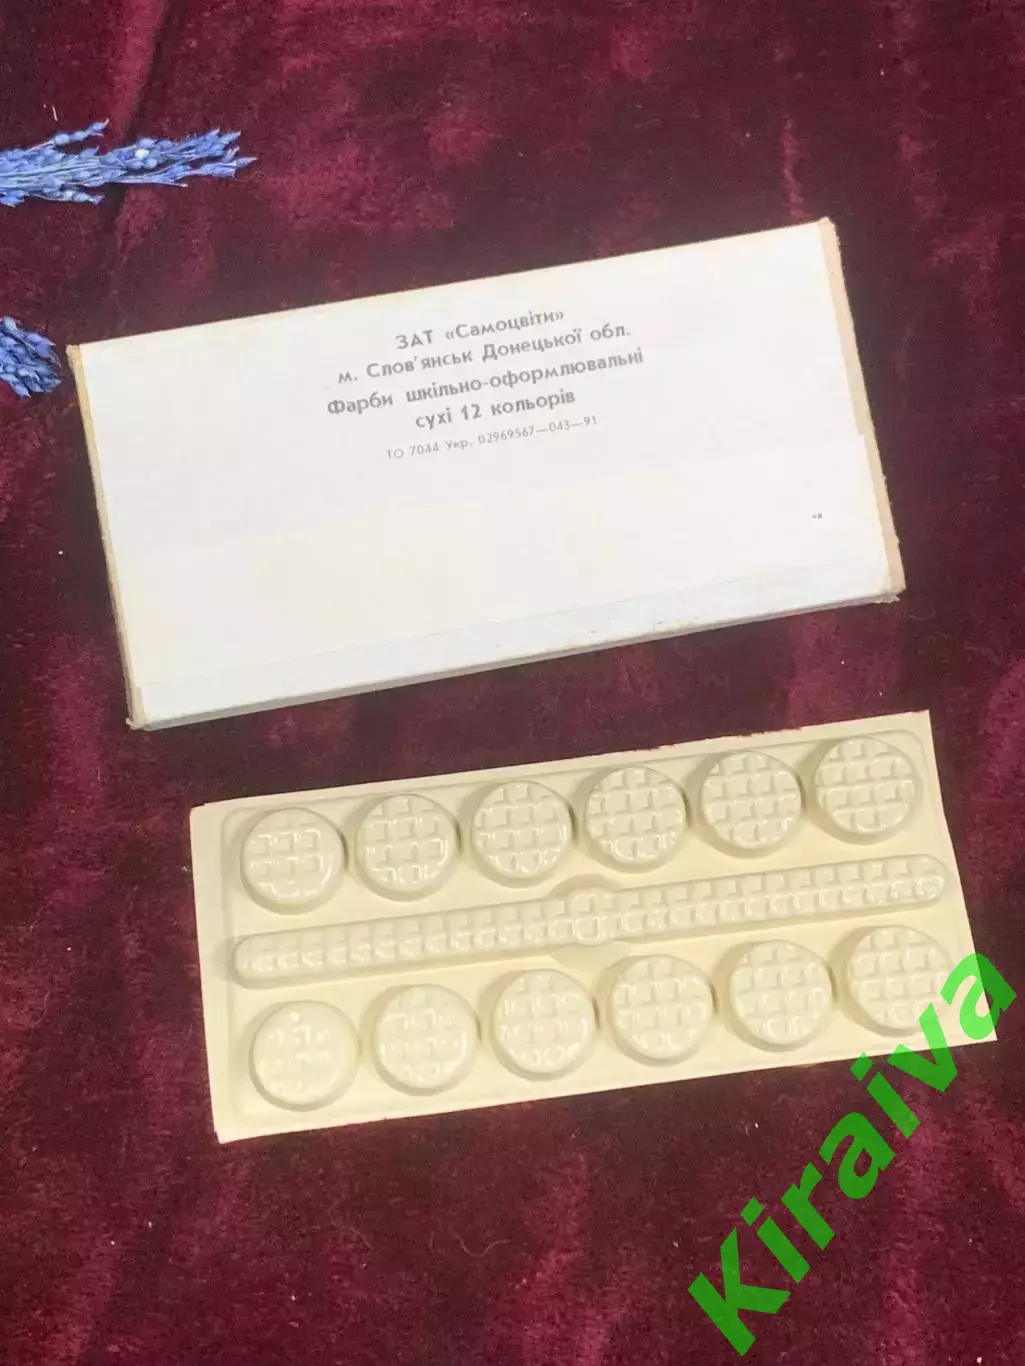 ЗАТ «Самоцвіти»
м. Слов'янськ Донецької обл.
Фарби шкільно-оформлювальні
сухі 12 кольорів
ТО 7044 Укр. 02969567—043—91
Kiraiva